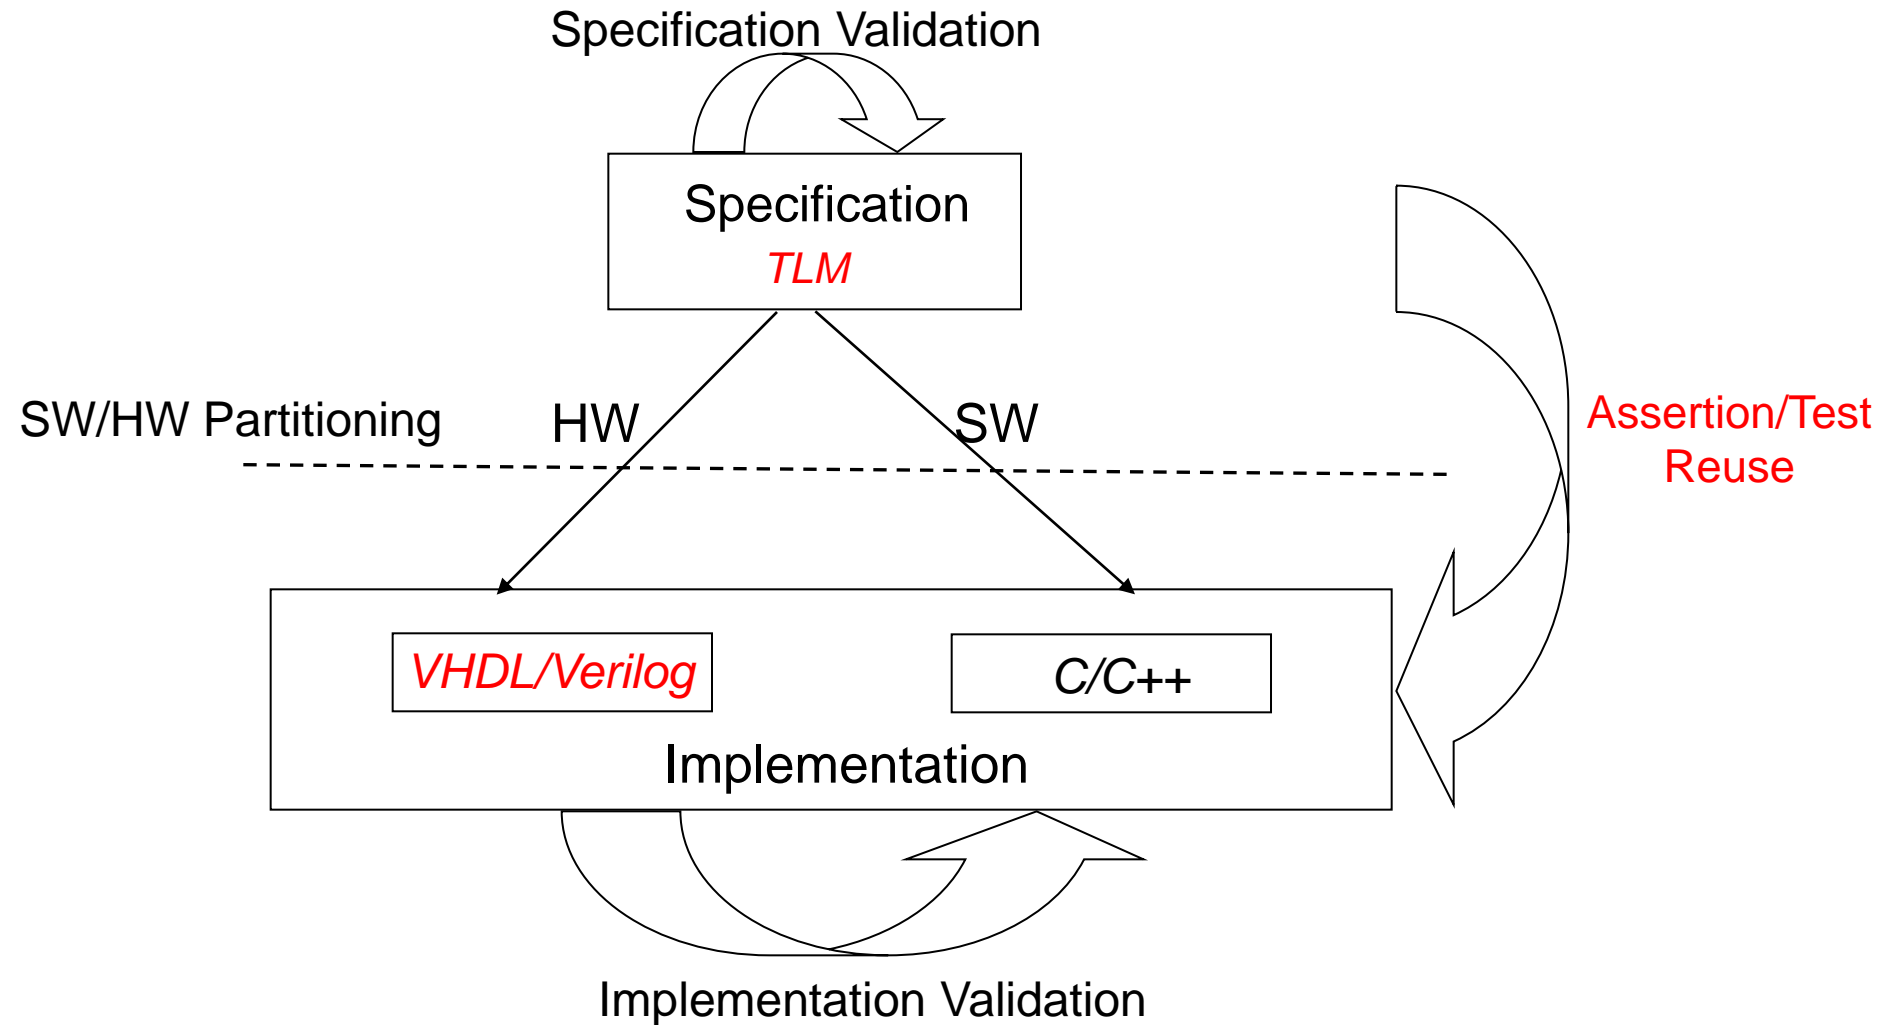 Specification Validation
Specification
TLM
SW/HW Partitioning
HW
SW
Assertion/Test
Reuse
VHDL/Verilog
C/C++
Implementation
Implementation Validation